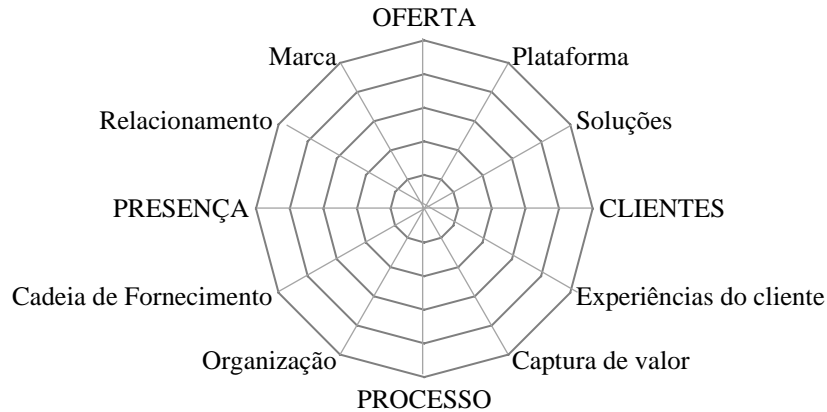 OFERTA
Marca
Plataforma
Relacionamento
Soluções
PRESENÇA
CLIENTES
Cadeia de Fornecimento
Experiências do cliente
Organização
Captura de valor
PROCESSO